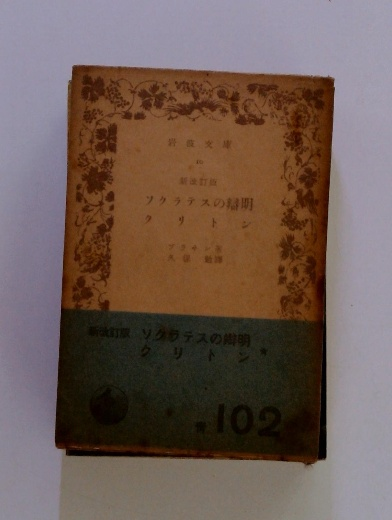 岩波文庫
新改訂版
ソクラテスの辯明
クリトン
プラトン著
久保 勉譯
新改訂版 ソクラテスの辯明
クリトン
102